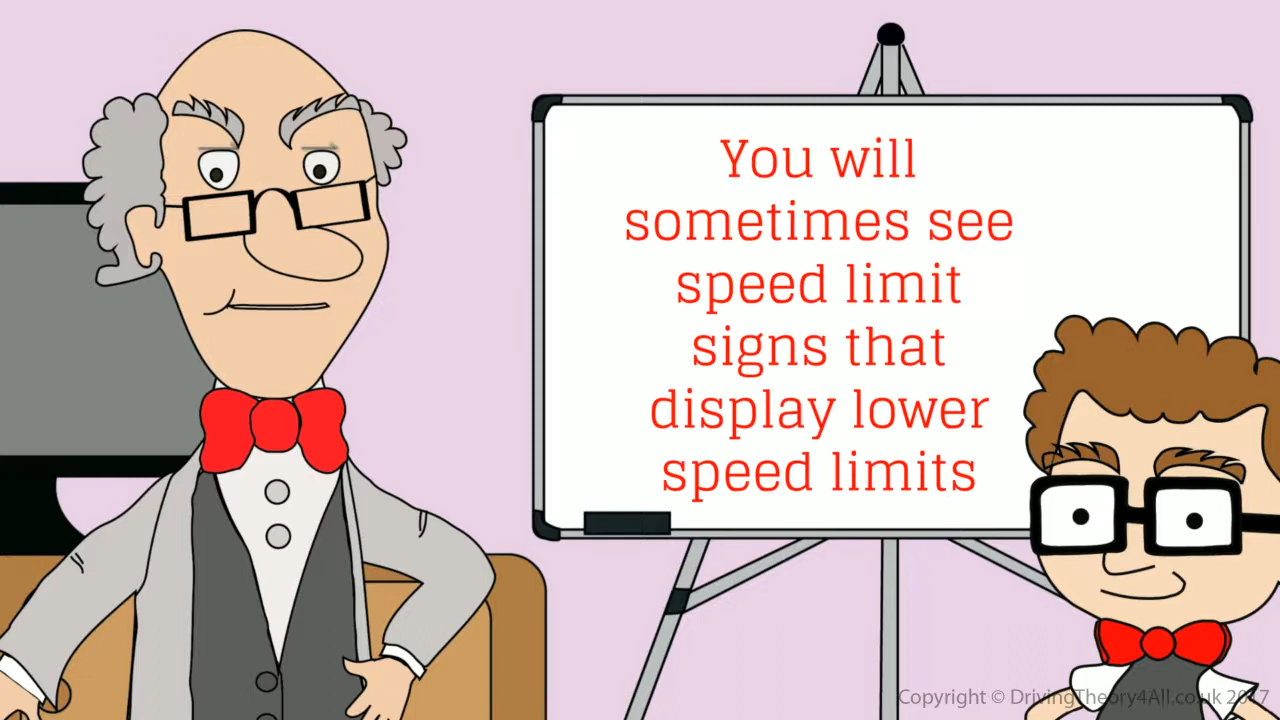 You will
sometimes see
speed limit
signs that
display lower
speed limits
Copyright © DrivingTheory4All.co.uk 2017